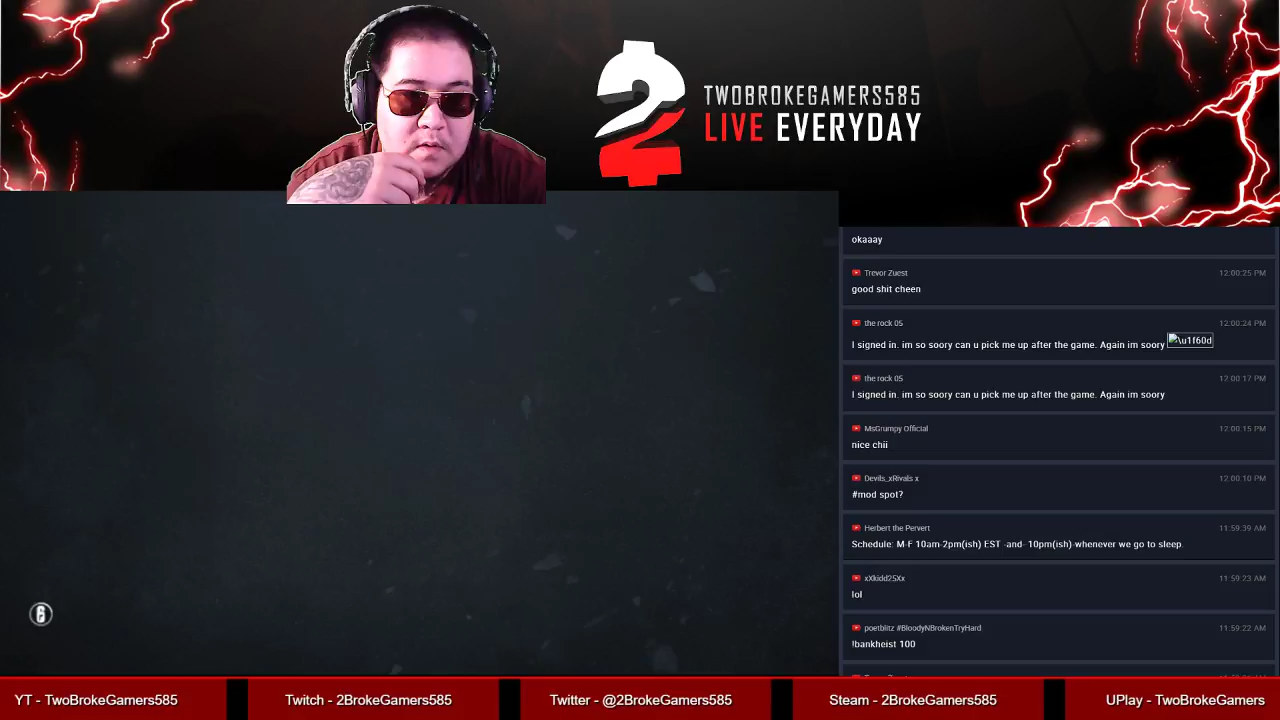 2
TWOBROKEGAMERS585
LIVE EVERYDAY
okaaay
Trevor Zuest 12:00:25 PM
good shit cheen
the rock 05 12:00:24 PM
I signed in. im so soory can u pick me up after the game. Again im soory \u1f60d
the rock 05 12:00:17 PM
I signed in. im so soory can u pick me up after the game. Again im soory
MsGrumpy Official 12:00:15 PM
nice chii
Devils_xRivals x 12:00:10 PM
#mod spot?
Herbert the Pervert 11:59:39 AM
Schedule: M-F 10am-2pm(ish) EST -and- 10pm(ish)-whenever we go to sleep.
xXkidd25Xx 11:59:23 AM
lol
poetblitz #BloodyNBrokenTryHard 11:59:22 AM
!bankheist 100
6
YT - TwoBrokeGamers585
Twitch - 2BrokeGamers585
Twitter - @2BrokeGamers585
Steam - 2BrokeGamers585
UPlay - TwoBrokeGamers